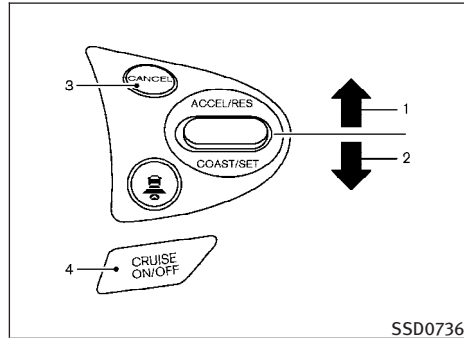 CANCEL
3
ACCEL/RES
1
COAST/SET
2
4
CRUISE
ON/OFF
SSD0736